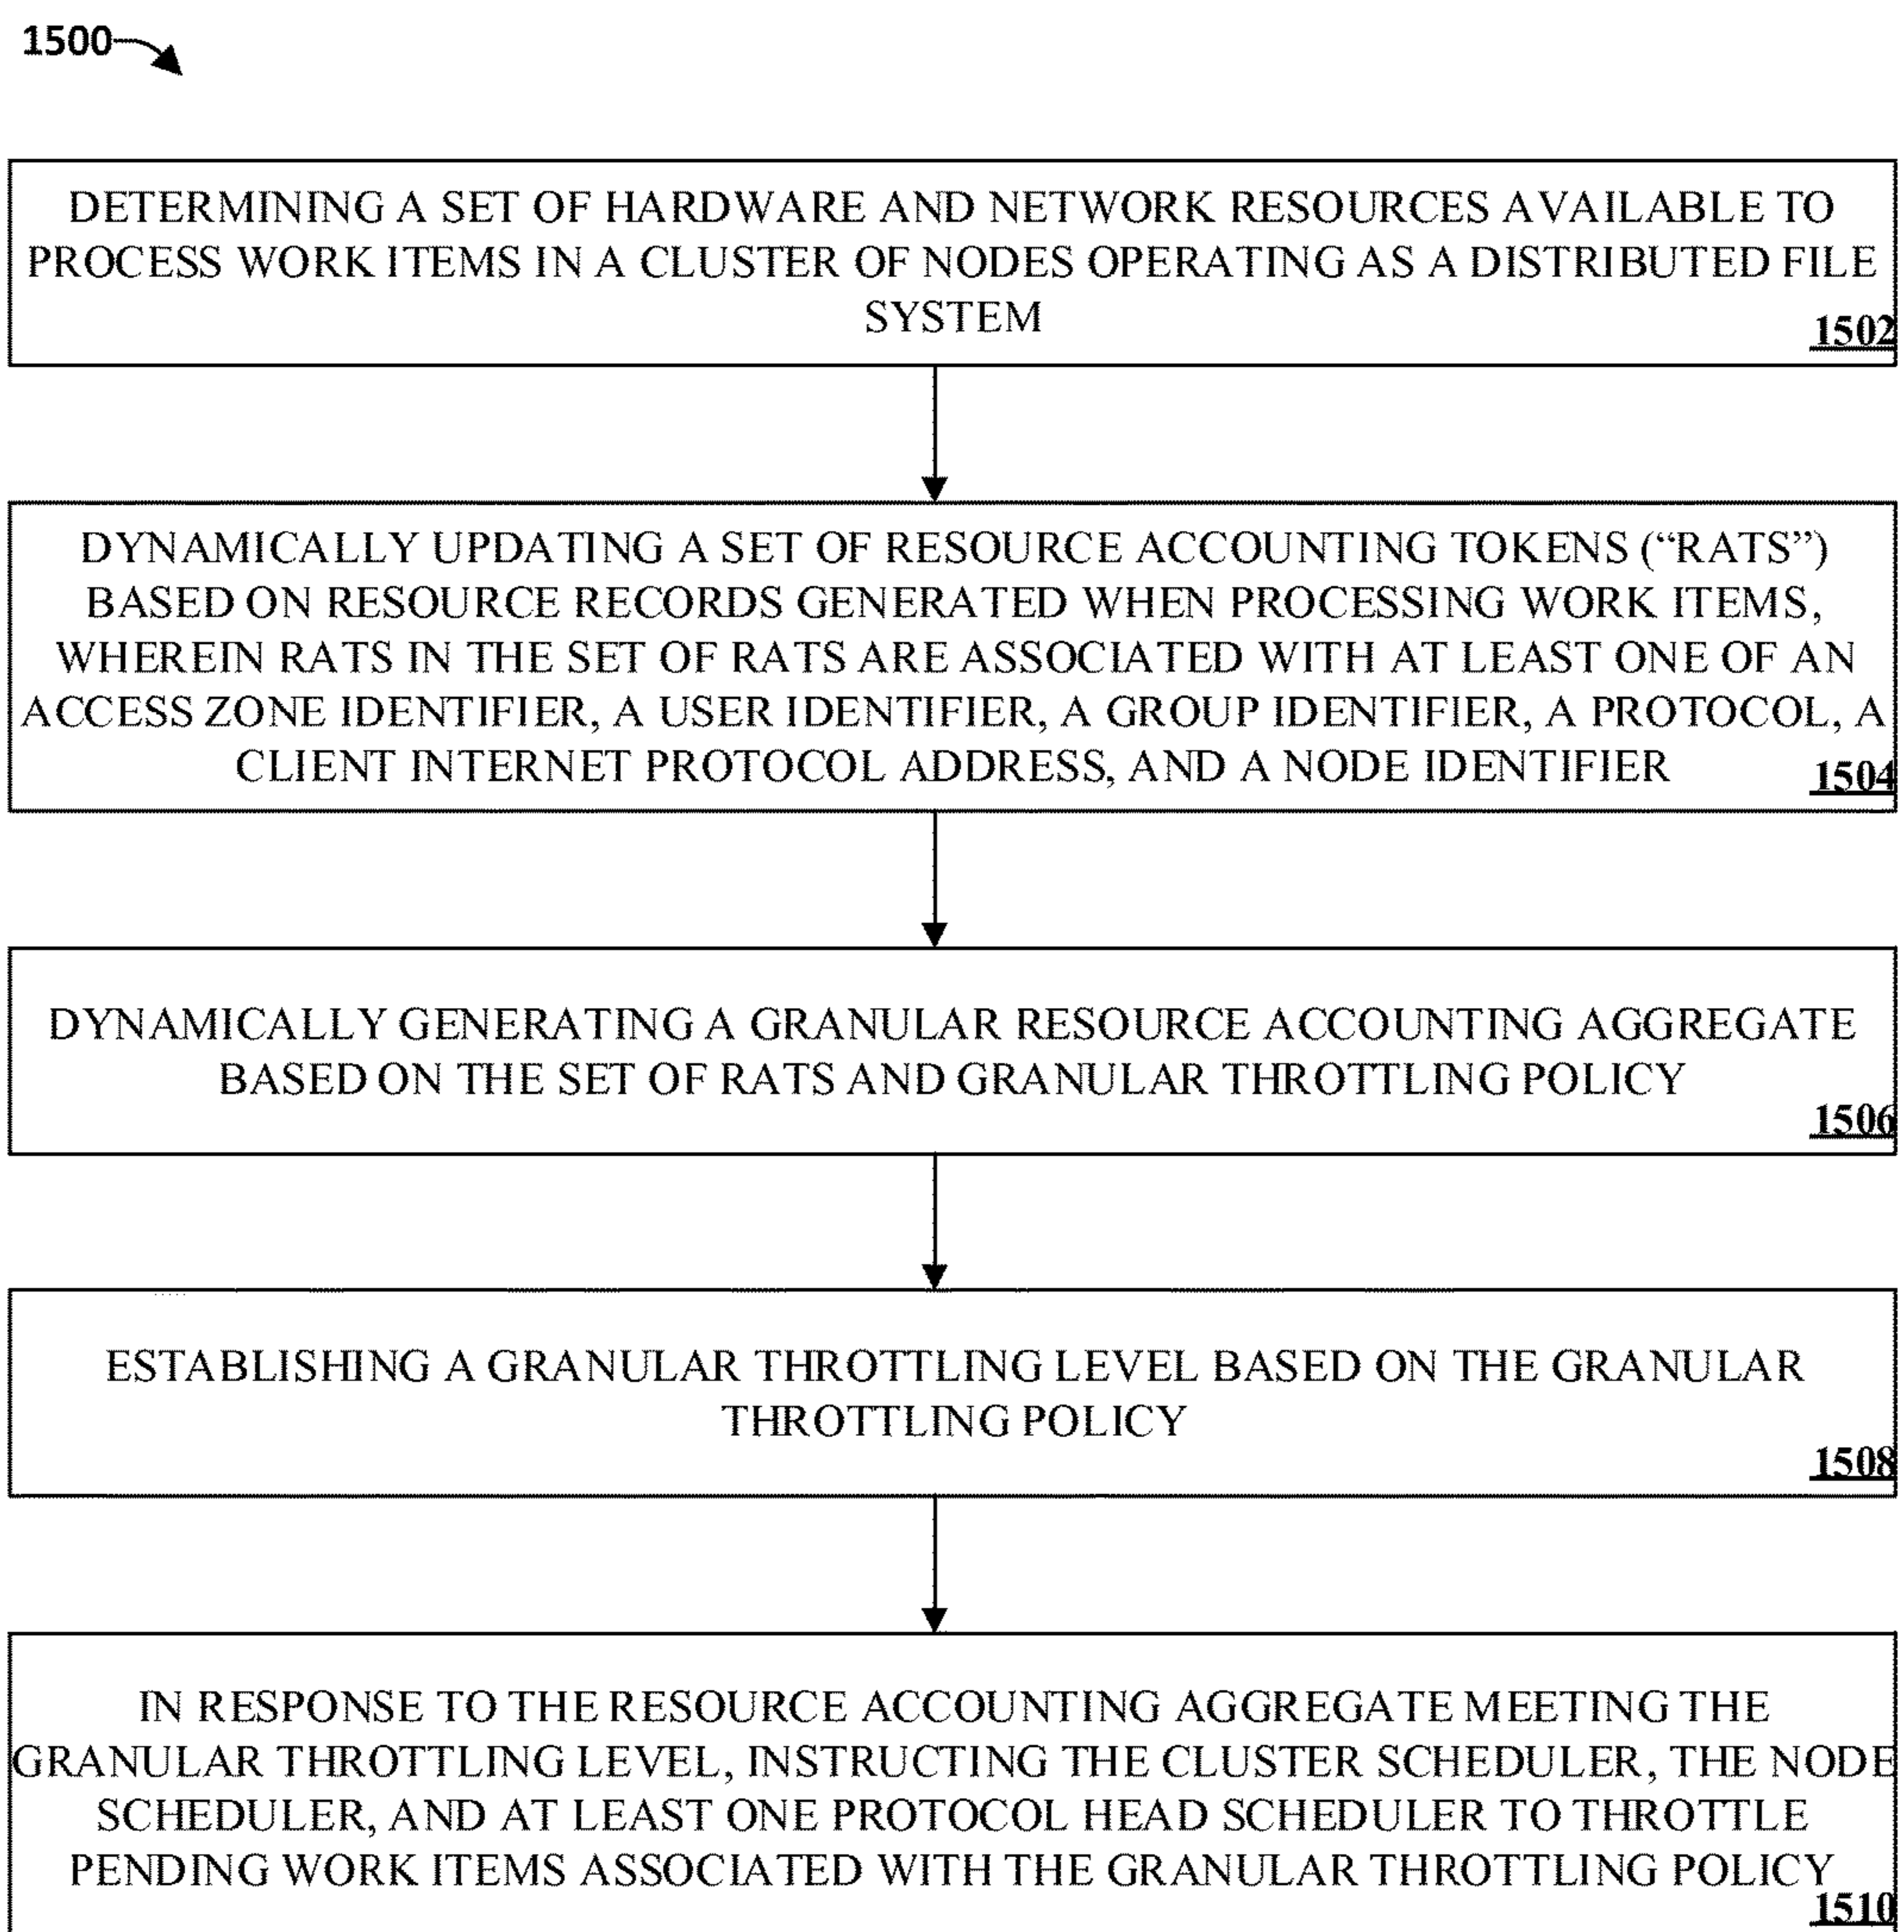 1500
DETERMINING A SET OF HARDWARE AND NETWORK RESOURCES AVAILABLE TO
PROCESS WORK ITEMS IN A CLUSTER OF NODES OPERATING AS A DISTRIBUTED FILE
SYSTEM
1502
DYNAMICALLY UPDATING A SET OF RESOURCE ACCOUNTING TOKENS (“RATS”)
BASED ON RESOURCE RECORDS GENERATED WHEN PROCESSING WORK ITEMS,
WHEREIN RATS IN THE SET OF RATS ARE ASSOCIATED WITH AT LEAST ONE OF AN
ACCESS ZONE IDENTIFIER, A USER IDENTIFIER, A GROUP IDENTIFIER, A PROTOCOL, A
CLIENT INTERNET PROTOCOL ADDRESS, AND A NODE IDENTIFIER
1504
DYNAMICALLY GENERATING A GRANULAR RESOURCE ACCOUNTING AGGREGATE
BASED ON THE SET OF RATS AND GRANULAR THROTTLING POLICY
1506
ESTABLISHING A GRANULAR THROTTLING LEVEL BASED ON THE GRANULAR
THROTTLING POLICY
1508
IN RESPONSE TO THE RESOURCE ACCOUNTING AGGREGATE MEETING THE
GRANULAR THROTTLING LEVEL, INSTRUCTING THE CLUSTER SCHEDULER, THE NODE
SCHEDULER, AND AT LEAST ONE PROTOCOL HEAD SCHEDULER TO THROTTLE
PENDING WORK ITEMS ASSOCIATED WITH THE GRANULAR THROTTLING POLICY
1510